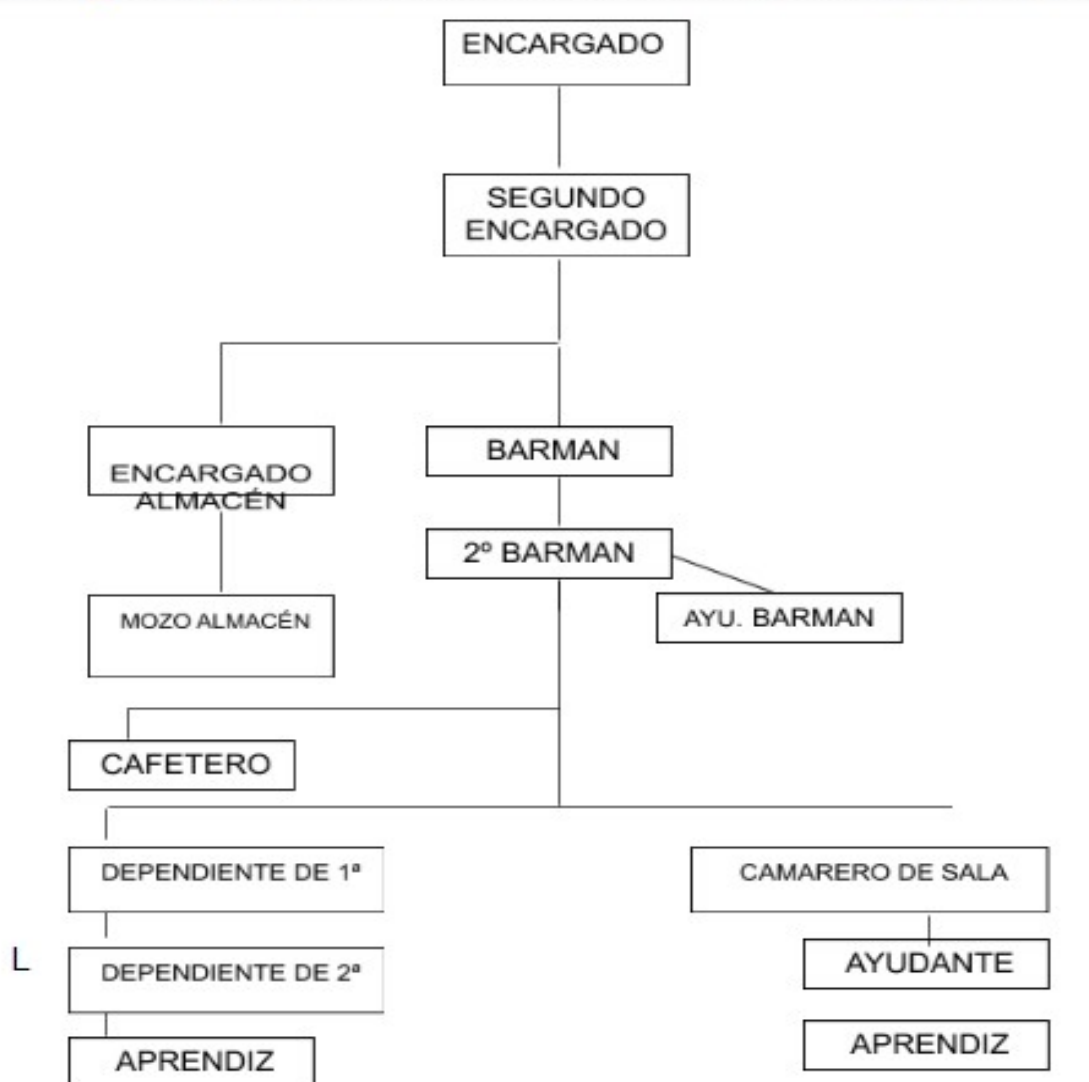 ENCARGADO
SEGUNDO
ENCARGADO
ENCARGADO
ALMACÉN
BARMAN
2º BARMAN
AYU. BARMAN
MOZO ALMACÉN
CAFETERO
DEPENDIENTE DE 1ª
CAMARERO DE SALA
L
DEPENDIENTE DE 2ª
AYUDANTE
APRENDIZ
APRENDIZ